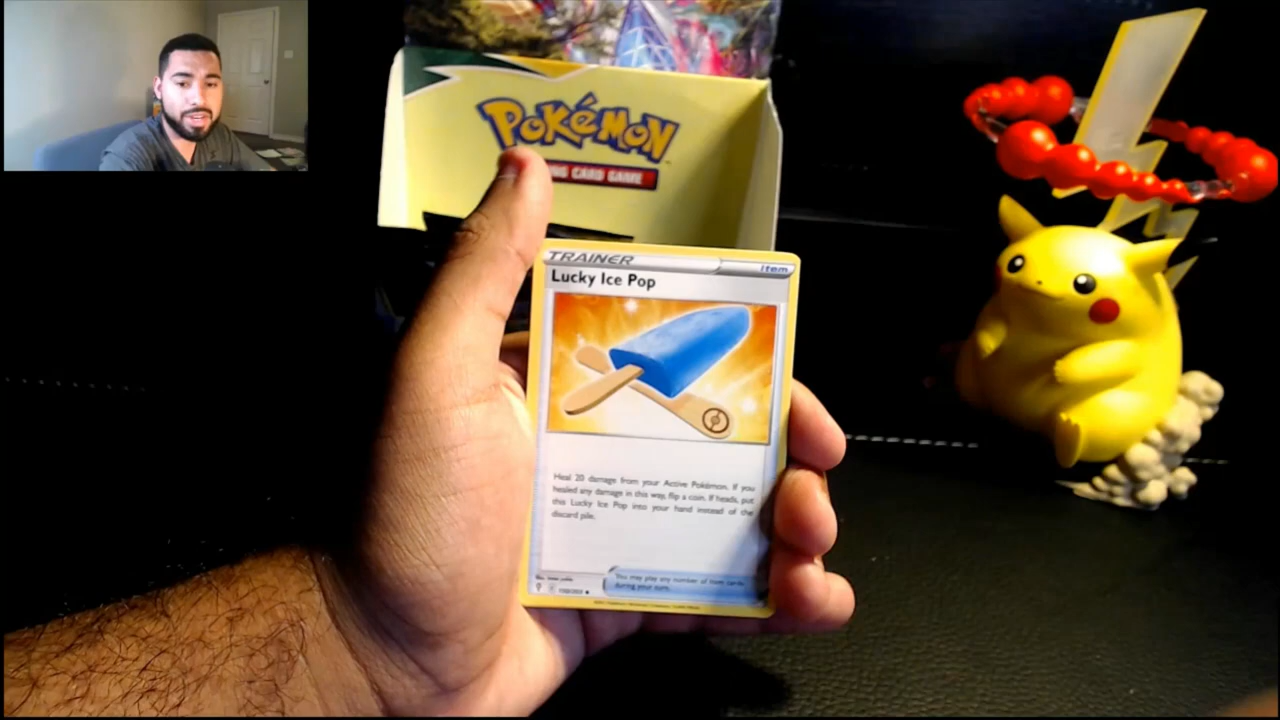 POKéMON
NG CARD GAME
TRAINER
Item
Lucky Ice Pop
Heal 20 damage from your Active Pokémon. If you
healed any damage in this way, flip a coin. If heads, put
this Lucky Ice Pop into your hand instead of the
discard pile.
You may play any number of Item cards
during your turn.